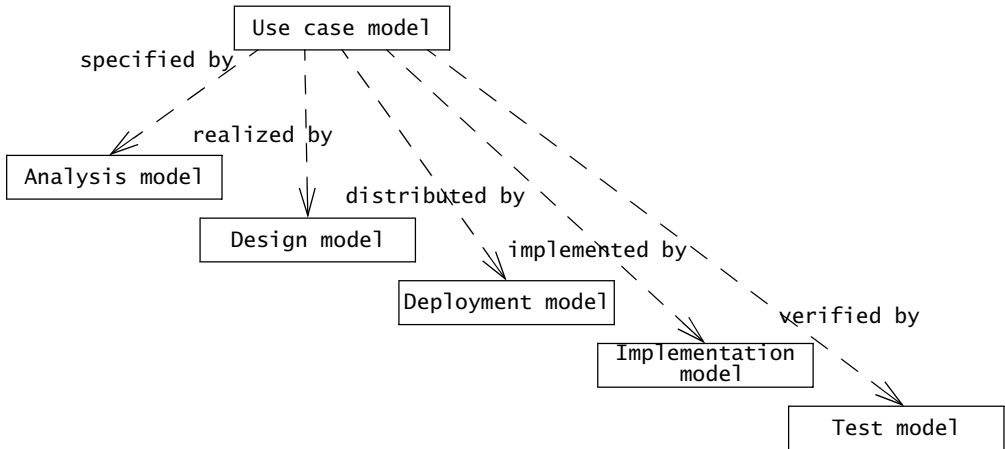 Use case model
specified by
realized by
Analysis model
distributed by
Design model
implemented by
Deployment model
verified by
Implementation
model
Test model